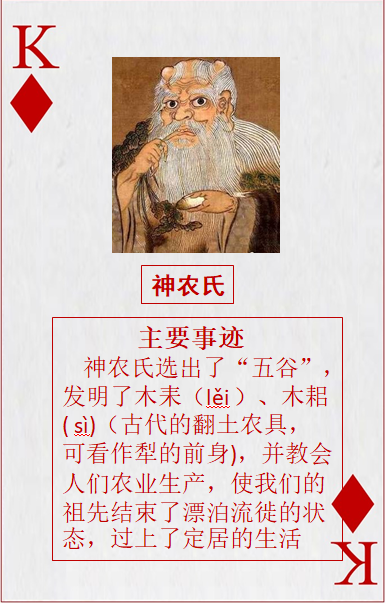 K
神农氏
主要事迹
神农氏选出了“五谷”，
发明了木耒（lěi）、木耜
( sì)（古代的翻土农具，
可看作犁的前身)，并教会
人们农业生产，使我们的
祖先结束了漂泊流徙的状
态，过上了定居的生活
K